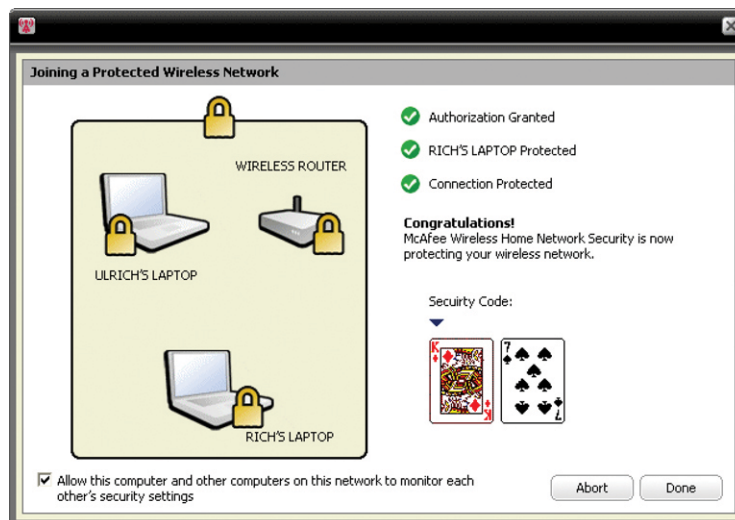 Joining a Protected Wireless Network
WIRELESS ROUTER
ULRICH'S LAPTOP
RICH'S LAPTOP
Authorization Granted
RICH'S LAPTOP Protected
Connection Protected
Congratulations!
McAfee Wireless Home Network Security is now
protecting your wireless network.
Secuirty Code:
K
K
7
7
Allow this computer and other computers on this network to monitor each
other's security settings
Abort
Done